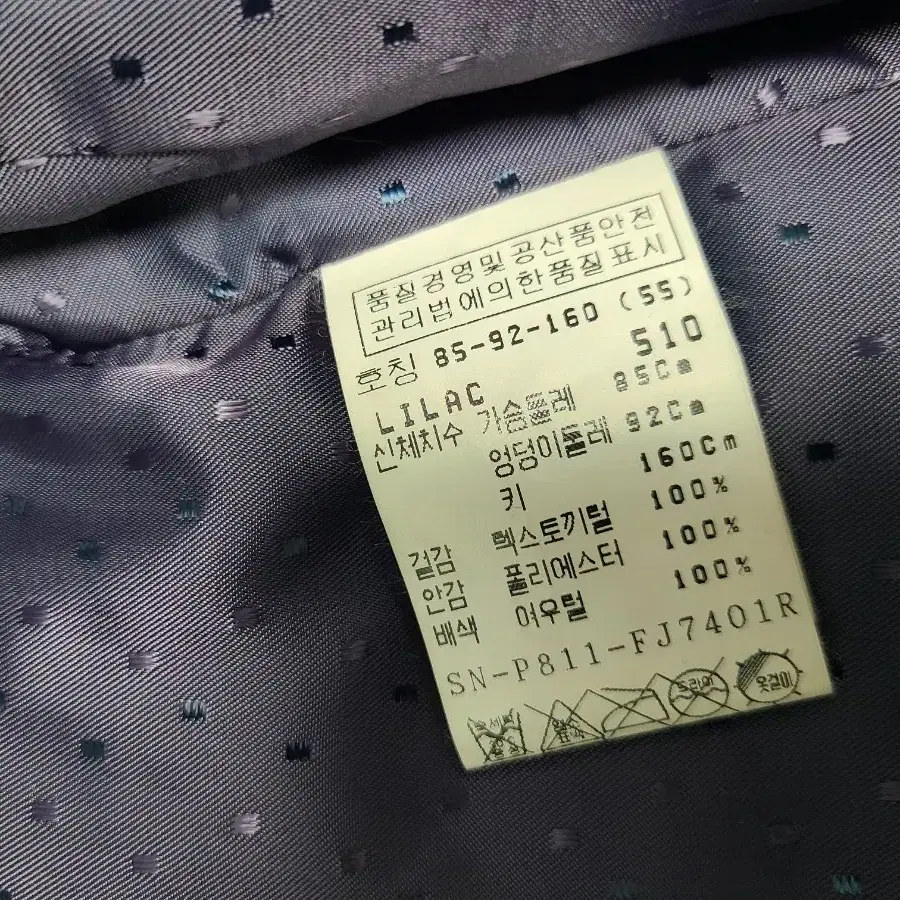 품질경영및공산품안전
관리법에의한품질표시
호칭 85-92-160 (55)
LILAC 510
신체치수 가슴둘레 85Cm
엉덩이둘레 92Cm
키 160Cm
겉감 렉스토끼털 100%
안감 폴리에스터 100%
배색 여우털 100%
SN-P811-FJ7401R
드라이 옷걸이